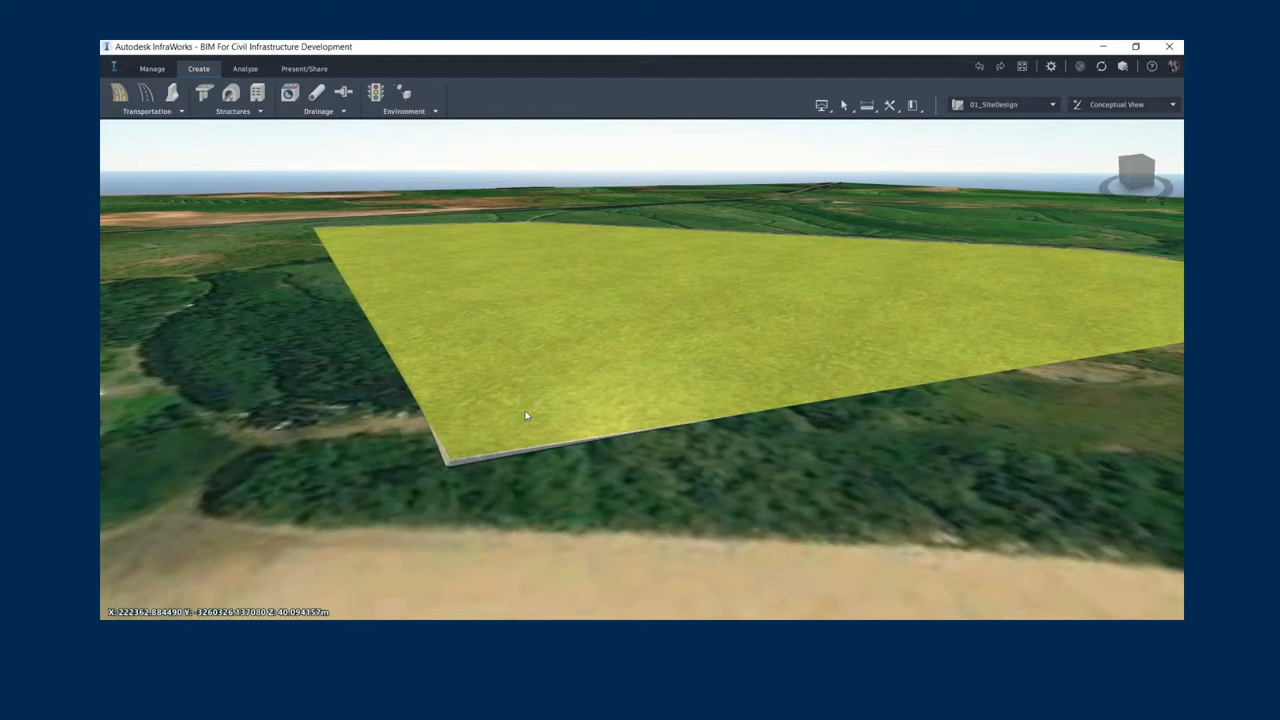 Autodesk InfraWorks - BIM For Civil Infrastructure Development
Manage Create Analyze Present/Share
Transportation Structures Drainage Environment
01_SiteDesign Conceptual View
X: 222362.884490 Y: -3260326.137080 Z: 40.094157m